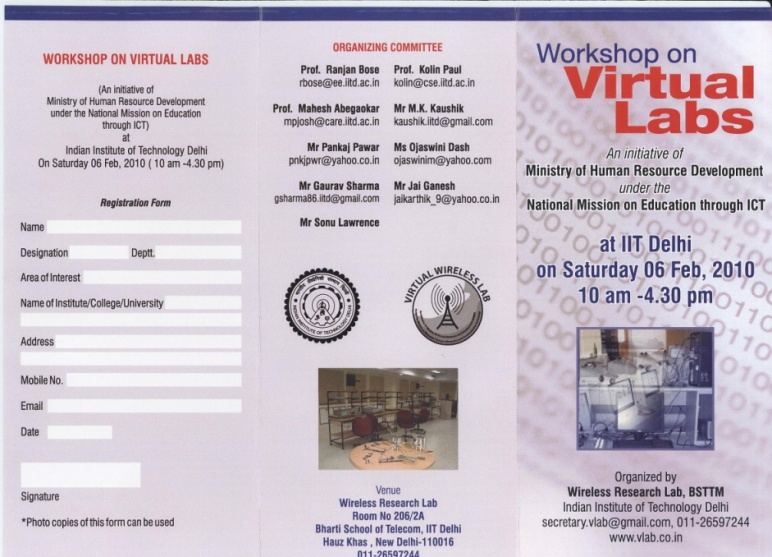 WORKSHOP ON VIRTUAL LABS
(An initiative of
Ministry of Human Resource Development
under the National Mission on Education
through ICT)
at
Indian Institute of Technology Delhi
On Saturday 06 Feb, 2010 ( 10 am -4.30 pm)
Registration Form
Name
Designation Deptt.
Area of Interest
Name of Institute/College/University
Address
Mobile No.
Email
Date
Signature
*Photo copies of this form can be used
ORGANIZING COMMITTEE
Prof. Ranjan Bose Prof. Kolin Paul
rbose@ee.iitd.ac.in kolin@cse.iitd.ac.in
Prof. Mahesh Abegaokar Mr M.K. Kaushik
mpjosh@care.iitd.ac.in kaushik.iitd@gmail.com
Mr Pankaj Pawar Ms Ojaswini Dash
pnkjpwr@yahoo.co.in ojaswinim@yahoo.com
Mr Gaurav Sharma Mr Jai Ganesh
gsharma86.iitd@gmail.com jaikarthik_9@yahoo.co.in
Mr Sonu Lawrence
INDIAN INSTITUTE OF TECHNOLOGY DELHI
VIRTUAL WIRELESS LAB
Venue
Wireless Research Lab
Room No 206/2A
Bharti School of Telecom, IIT Delhi
Hauz Khas , New Delhi-110016
011-26597244
Workshop on
Virtual
Labs
An initiative of
Ministry of Human Resource Development
under the
National Mission on Education through ICT
at IIT Delhi
on Saturday 06 Feb, 2010
10 am -4.30 pm
Organized by
Wireless Research Lab, BSTTM
Indian Institute of Technology Delhi
secretary.vlab@gmail.com, 011-26597244
www.vlab.co.in